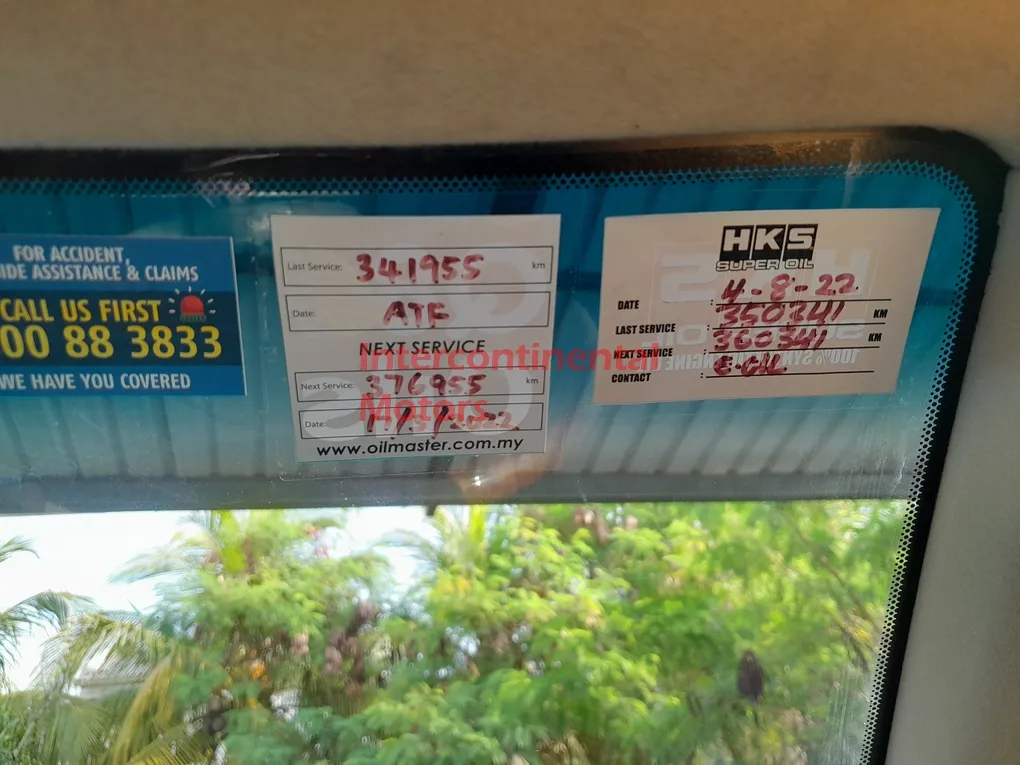 FOR ACCIDENT,
IDE ASSISTANCE & CLAIMS
CALL US FIRST
00 88 3833
WE HAVE YOU COVERED
Last Service: 341955 km
Date: ATF
NEXT SERVICE
Next Service: 376955 km
Date:
www.oilmaster.com.my
Intercontinental
Motors
HKS
SUPER OIL
DATE : 4-8-22
LAST SERVICE : 350341 KM
NEXT SERVICE : 360341 KM
CONTACT :